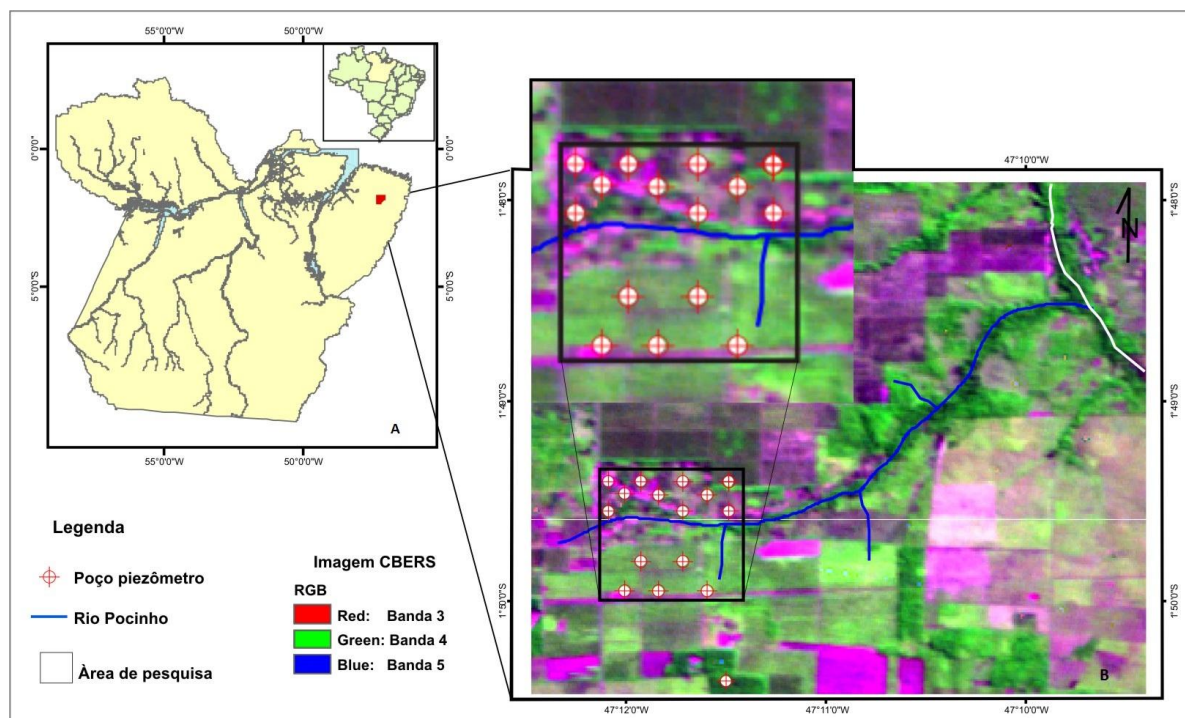 55°0'0"W
50°0'0"W
0°0'0"
0°0'0"
5°0'0"S
5°0'0"S
A
55°0'0"W
50°0'0"W
47°10'0"W
1°48'0"S
1°48'0"S
N
1°49'0"S
1°49'0"S
1°50'0"S
1°50'0"S
B
47°12'0"W
47°11'0"W
47°10'0"W
Legenda
Poço piezômetro
Rio Pocinho
Àrea de pesquisa
Imagem CBERS
RGB
Red: Banda 3
Green: Banda 4
Blue: Banda 5